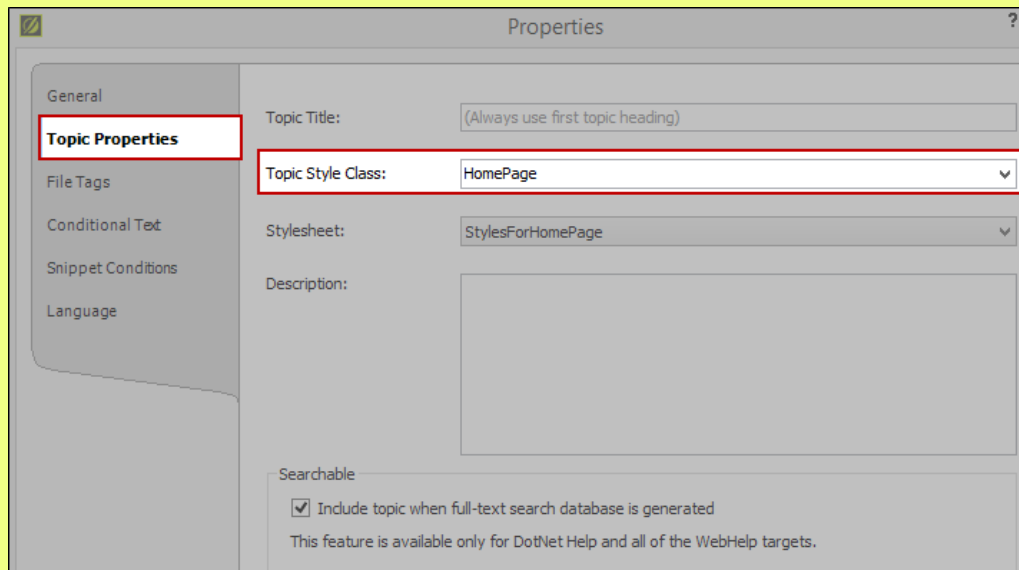 Properties
?
General
Topic Properties
File Tags
Conditional Text
Snippet Conditions
Language
Topic Title: (Always use first topic heading)
Topic Style Class: HomePage
Stylesheet: StylesForHomePage
Description:
Searchable
Include topic when full-text search database is generated
This feature is available only for DotNet Help and all of the WebHelp targets.